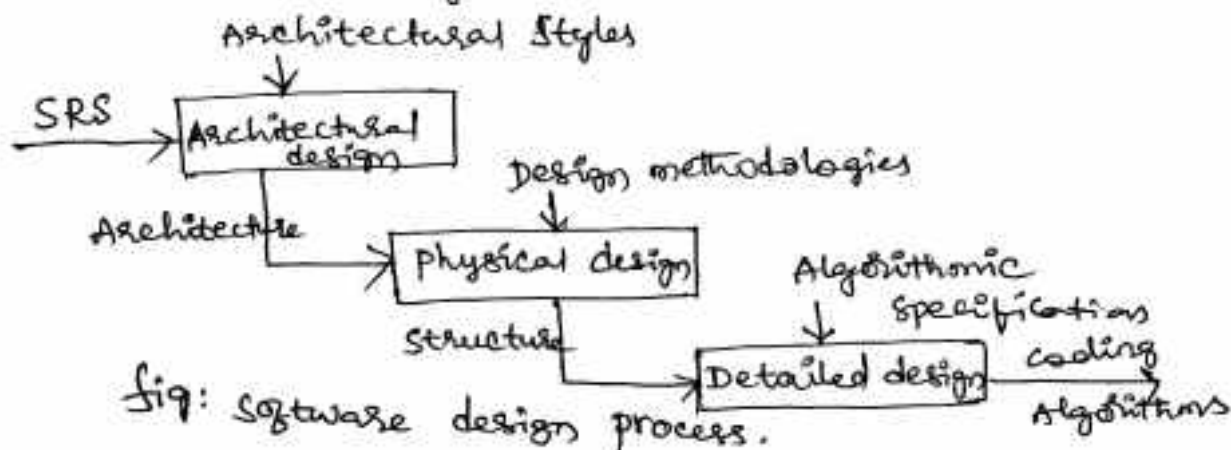 Architectural Styles
SRS
Architectural
design
Design methodologies
Architecture
Physical design
Algorithmic
Specification
Structure
coding
Detailed design
Algorithms
fig: Software design process.